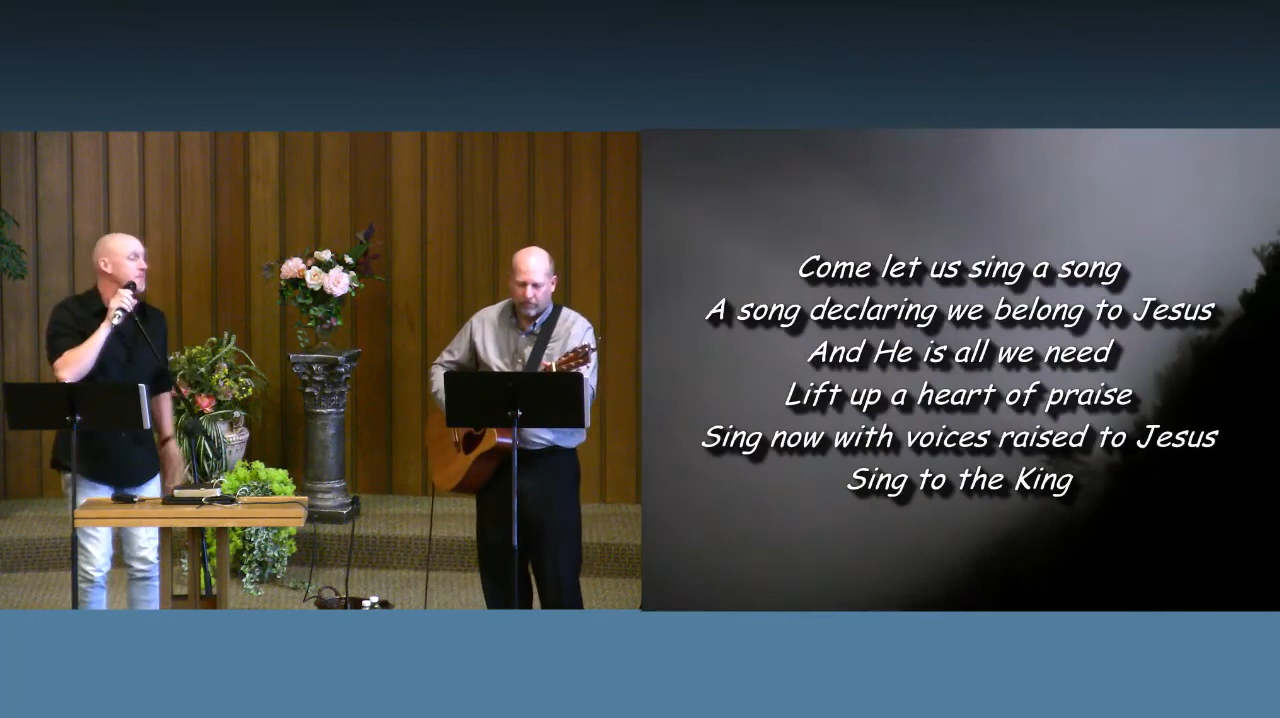 Come let us sing a song
A song declaring we belong to Jesus
And He is all we need
Lift up a heart of praise
Sing now with voices raised to Jesus
Sing to the King